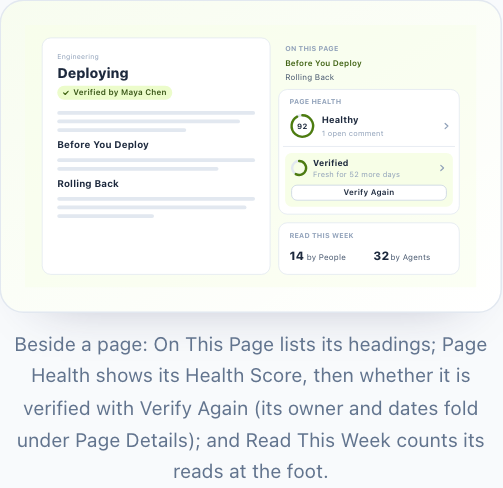 Engineering
Deploying
Verified by Maya Chen
Before You Deploy
Rolling Back
ON THIS PAGE
Before You Deploy
Rolling Back
PAGE HEALTH
92
Healthy
1 open comment
Verified
Fresh for 52 more days
Verify Again
READ THIS WEEK
14 by People
32 by Agents
Beside a page: On This Page lists its headings; Page
Health shows its Health Score, then whether it is
verified with Verify Again (its owner and dates fold
under Page Details); and Read This Week counts its
reads at the foot.